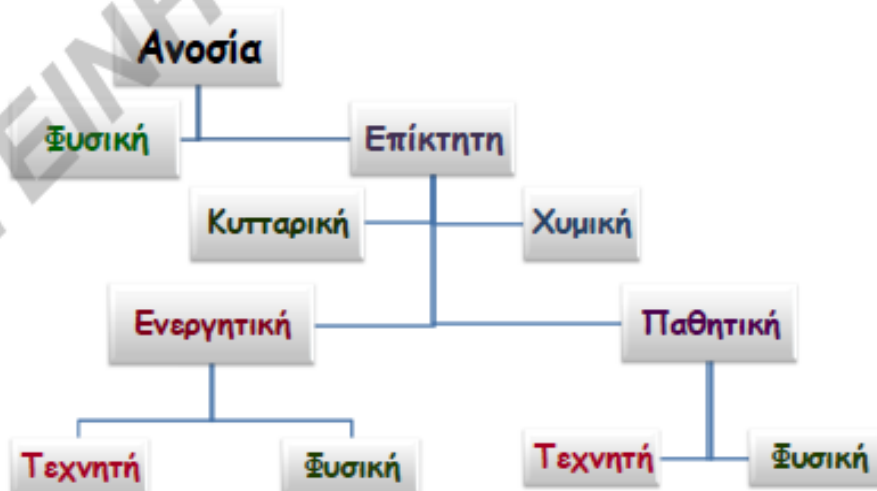 Ανοσία
Φυσική Επίκτητη
Κυτταρική Χυμική
Ενεργητική Παθητική
Τεχνητή Φυσική Τεχνητή Φυσική